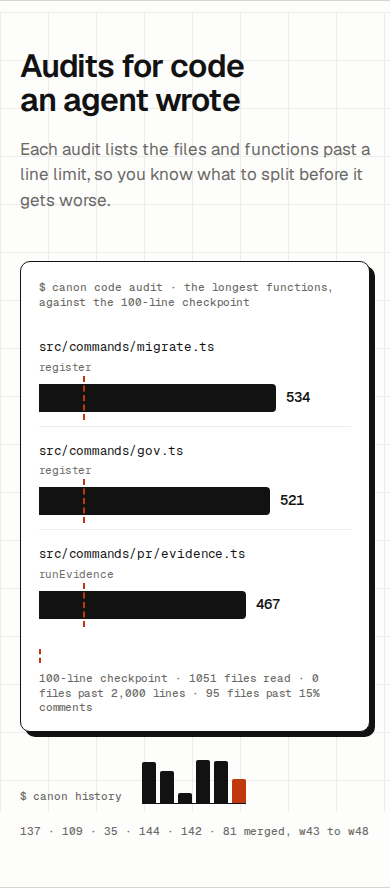 Audits for code
an agent wrote
Each audit lists the files and functions past a
line limit, so you know what to split before it
gets worse.
$ canon code audit · the longest functions,
against the 100-line checkpoint
src/commands/migrate.ts
register
534
src/commands/gov.ts
register
521
src/commands/pr/evidence.ts
runEvidence
467
100-line checkpoint · 1051 files read · 0
files past 2,000 lines · 95 files past 15%
comments
$ canon history
137 · 109 · 35 · 144 · 142 · 81 merged, w43 to w48